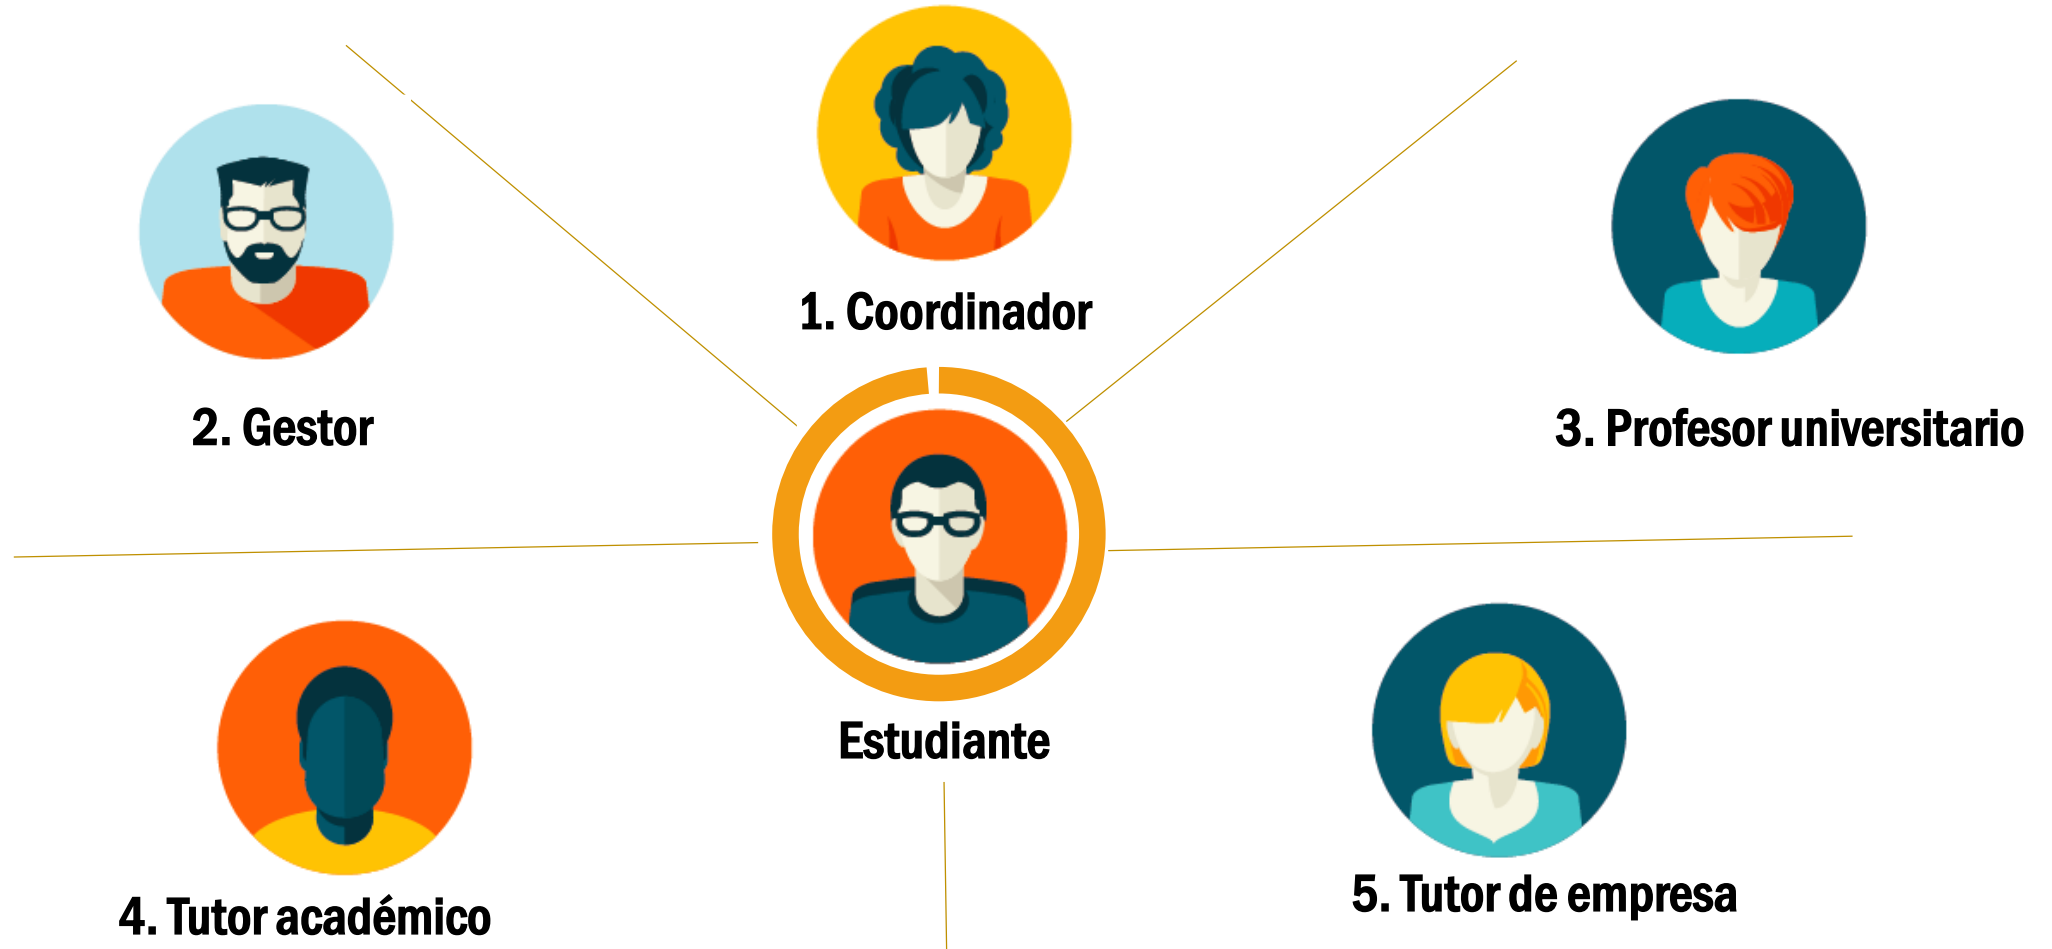 1. Coordinador
2. Gestor
3. Profesor universitario
Estudiante
4. Tutor académico
5. Tutor de empresa